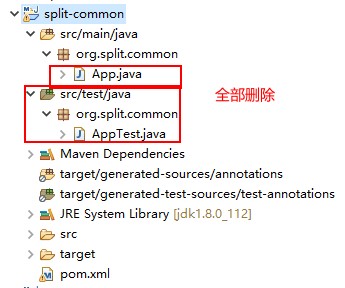 split-common
src/main/java
org.split.common
App.java
src/test/java
全部删除
org.split.common
AppTest.java
Maven Dependencies
target/generated-sources/annotations
target/generated-test-sources/test-annotations
JRE System Library [jdk1.8.0_112]
src
target
pom.xml